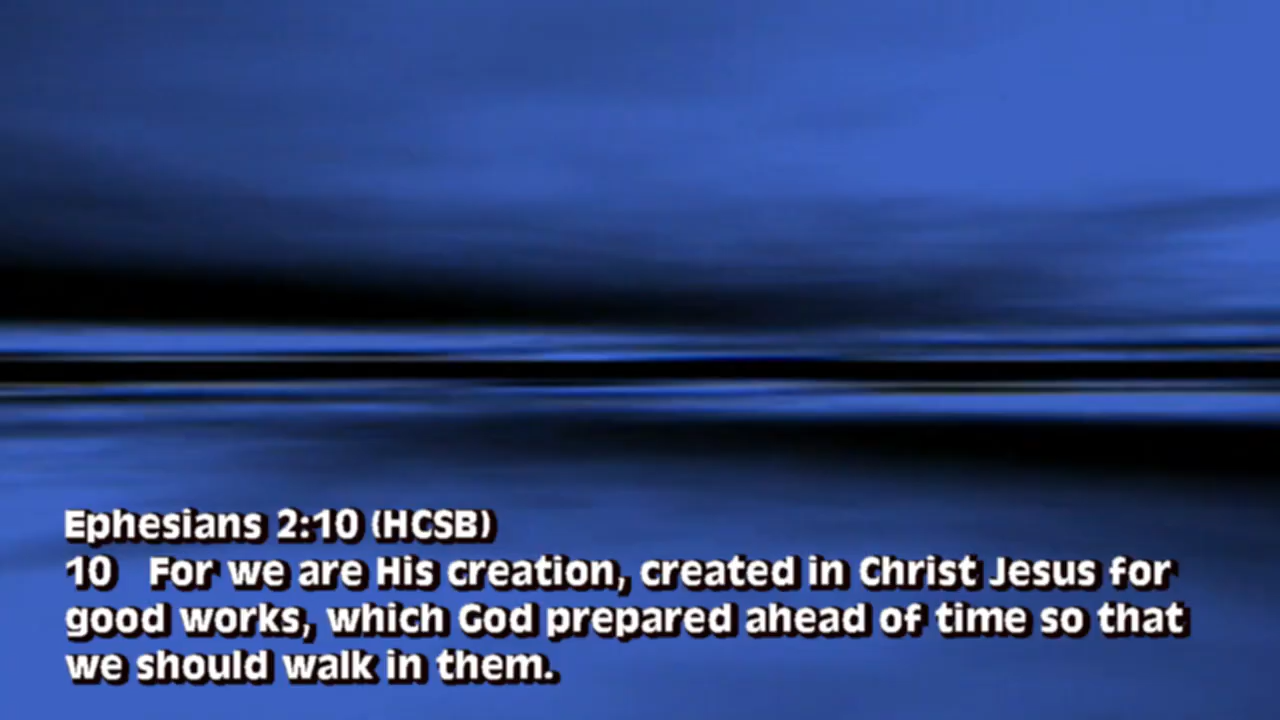 Ephesians 2:10 (HCSB)
10 For we are His creation, created in Christ Jesus for
good works, which God prepared ahead of time so that
we should walk in them.